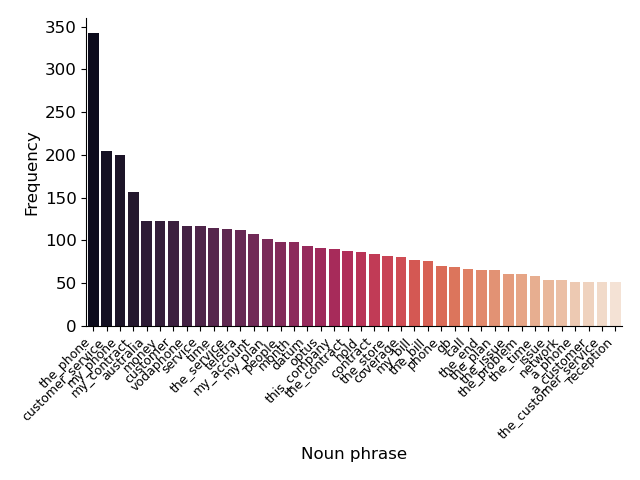 350
300
250
200
150
100
50
0
Frequency
the_phone
customer_service
my_phone
my_contract
australia
money
customer
vodaphone
service
time
the_service
telstra
my_account
my_plan
people
month
datum
optus
this_company
the_contract
hold
contract
the_store
coverage
my_bill
the_bill
phone
gb
call
the_end
the_plan
the_issue
the_problem
the_time
issue
network
a_phone
a_customer
the_customer_service
reception
Noun phrase